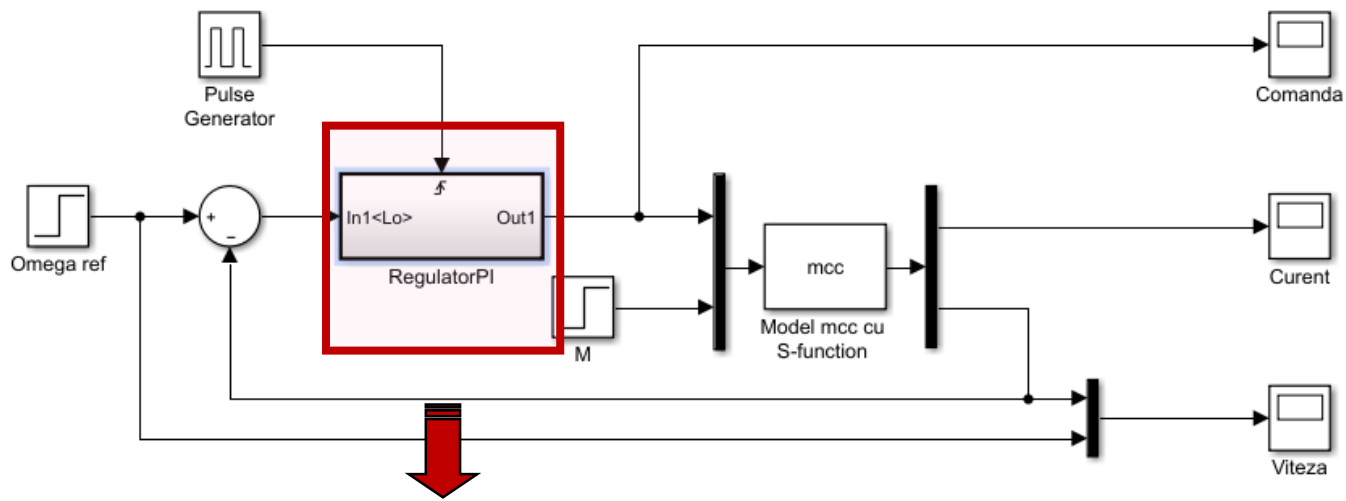 Pulse
Generator
Comanda
+
−
In1<Lo>
Out1
Omega ref
RegulatorPI
mcc
Curent
Model mcc cu
S-function
M
Viteza